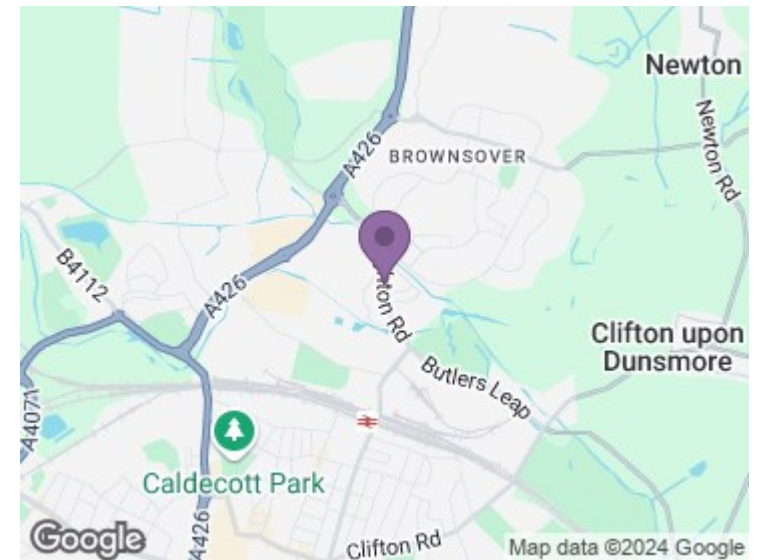 Newton
Newton Rd
A426
BROWNSOVER
B4112
A426
ton Rd
Clifton upon
Dunsmore
Butlers Leap
A4071
Caldecott Park
A426
Clifton Rd
Google
Map data ©2024 Google